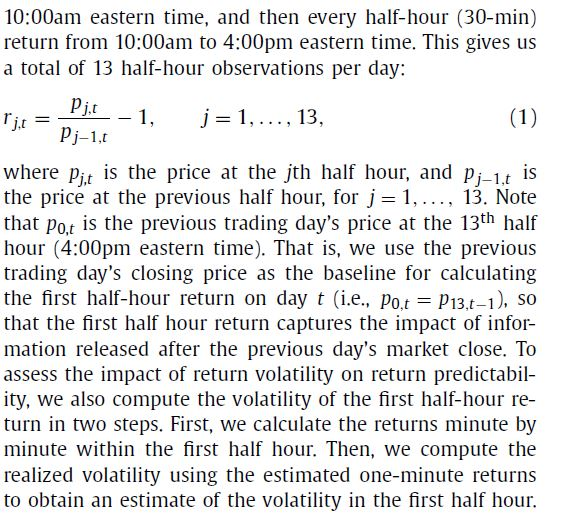 10:00am eastern time, and then every half-hour (30-min)
return from 10:00am to 4:00pm eastern time. This gives us
a total of 13 half-hour observations per day:
r_{j,t} = \frac{p_{j,t}}{p_{j-1,t}} − 1, j = 1, . . . , 13, (1)
where p_{j,t} is the price at the jth half hour, and p_{j−1,t} is
the price at the previous half hour, for j = 1, . . . , 13. Note
that p_{0,t} is the previous trading day's price at the 13th half
hour (4:00pm eastern time). That is, we use the previous
trading day's closing price as the baseline for calculating
the first half-hour return on day t (i.e., p_{0,t} = p_{13,t−1}), so
that the first half hour return captures the impact of infor-
mation released after the previous day's market close. To
assess the impact of return volatility on return predictabil-
ity, we also compute the volatility of the first half-hour re-
turn in two steps. First, we calculate the returns minute by
minute within the first half hour. Then, we compute the
realized volatility using the estimated one-minute returns
to obtain an estimate of the volatility in the first half hour.